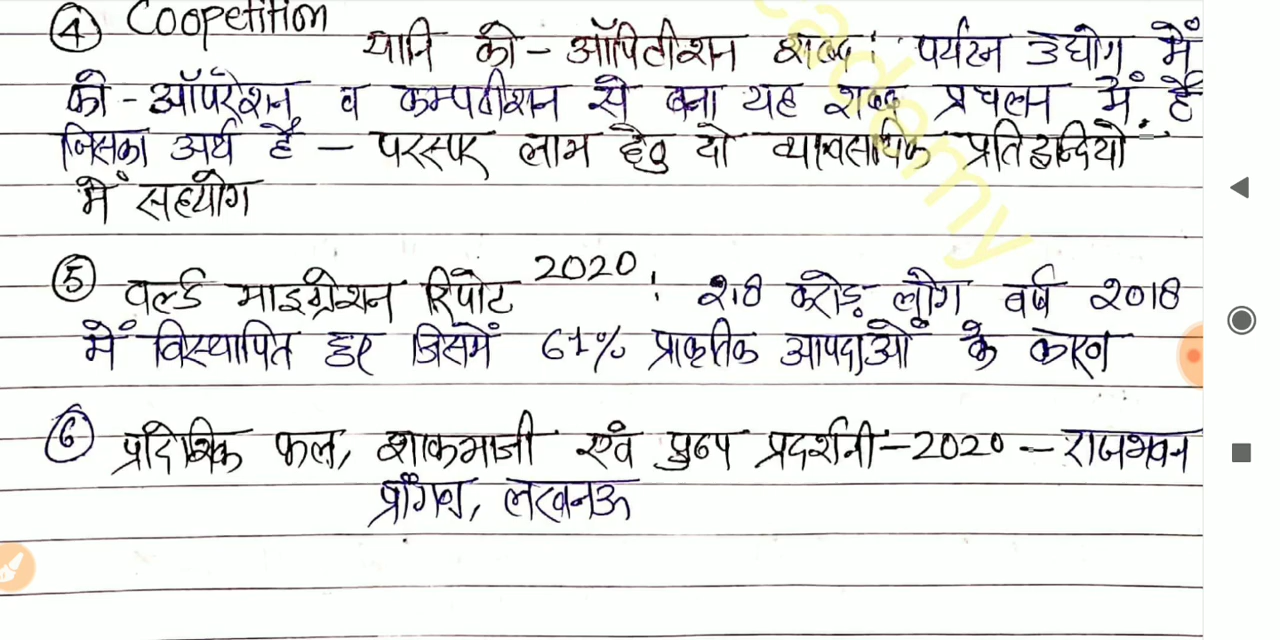 ④ Coopetition
यानि को - ऑपिटीशन शब्द : पर्यटन उद्योग में
को - ऑपरेशन व कम्पटीशन से बना यह शब्द प्रचलन में है
जिसका अर्थ है - परस्पर लाभ हेतु दो व्यावसायिक प्रतिद्वन्दियों
में सहयोग
⑤ वर्ल्ड माइग्रेशन रिपोर्ट 2020 : 2.8 करोड़ लोग वर्ष 2018
में विस्थापित हुए जिसमें 61% प्राकृतिक आपदाओं के कारण
⑥ प्रादेशिक फल, शाकभाजी एवं पुष्प प्रदर्शनी - 2020 - राजभवन
प्राँगण, लखनऊ
ademy